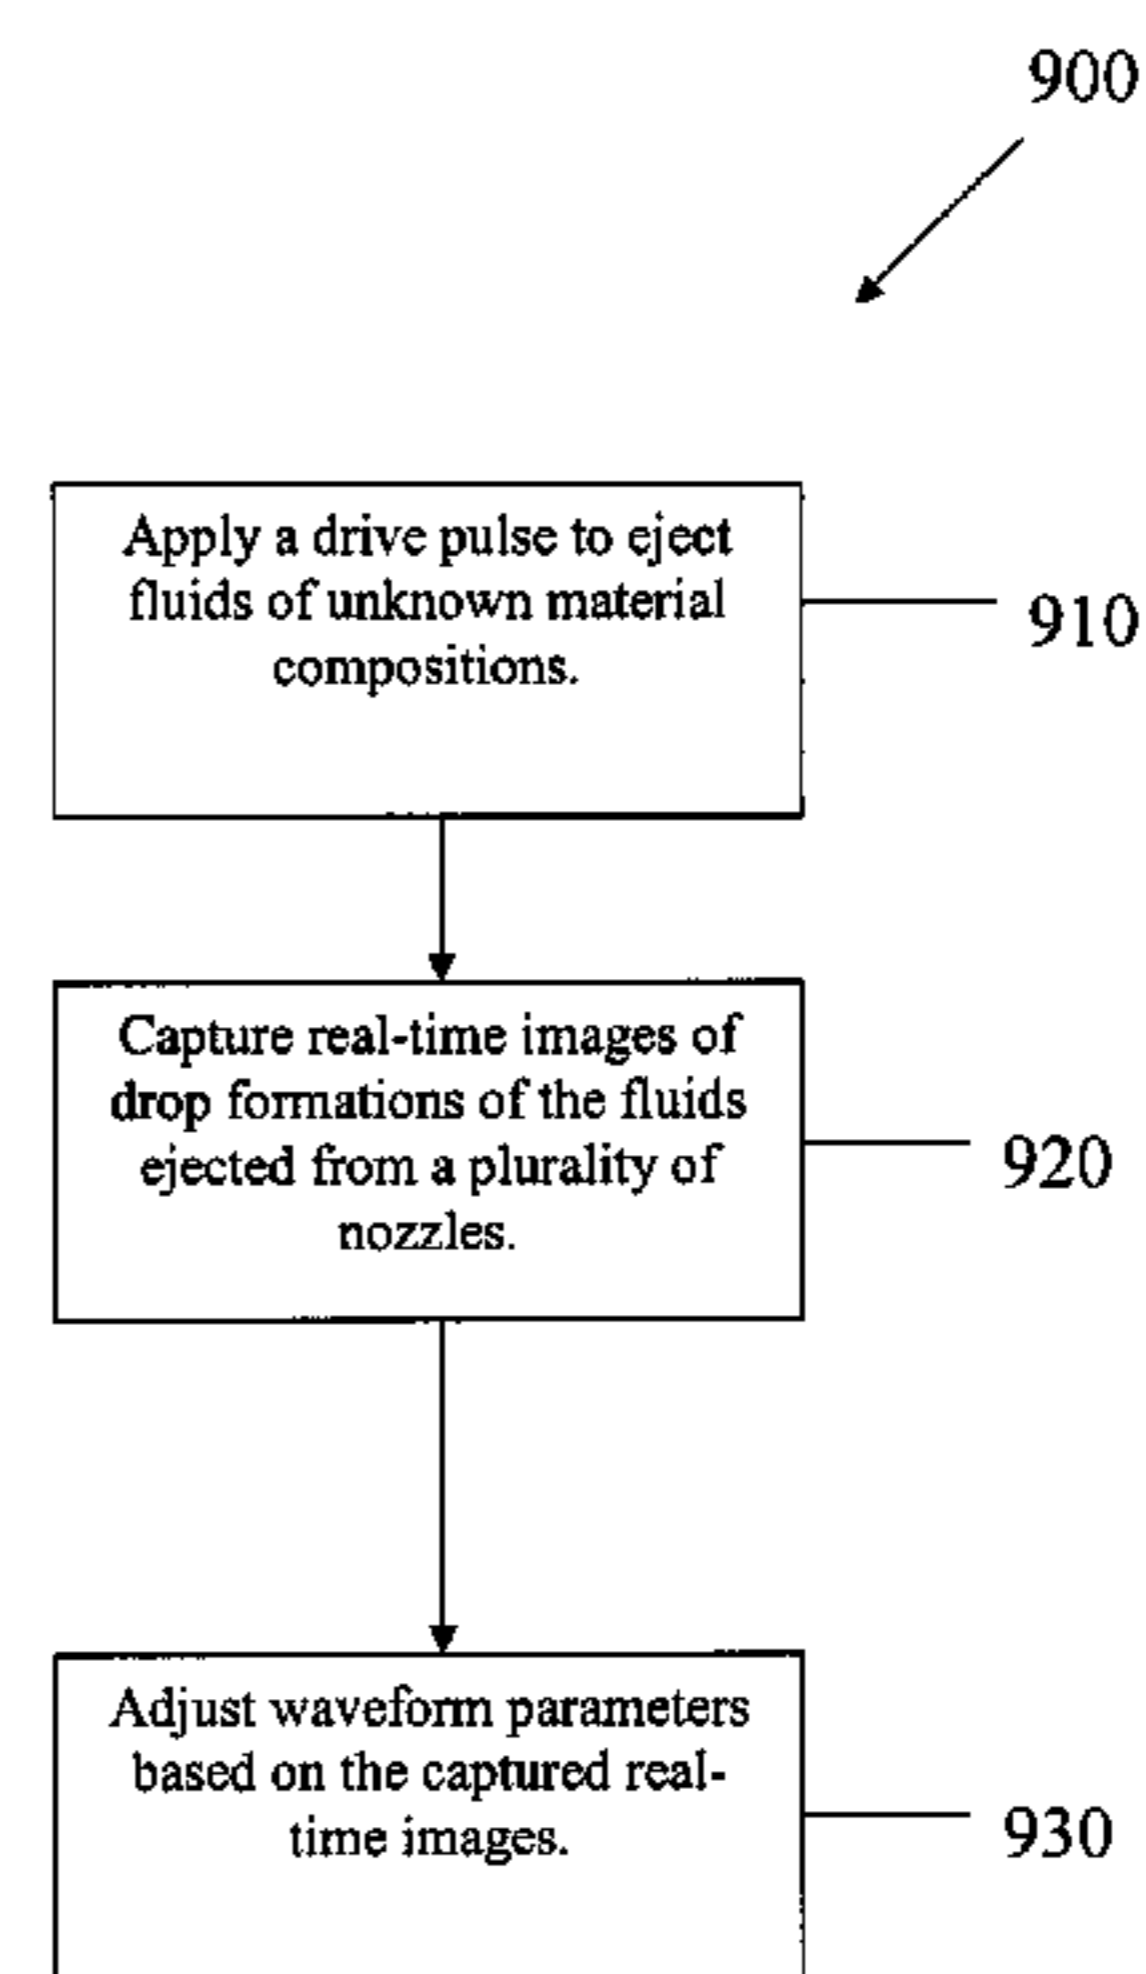 900
Apply a drive pulse to eject
fluids of unknown material
compositions.
910
Capture real-time images of
drop formations of the fluids
ejected from a plurality of
nozzles.
920
Adjust waveform parameters
based on the captured real-
time images.
930